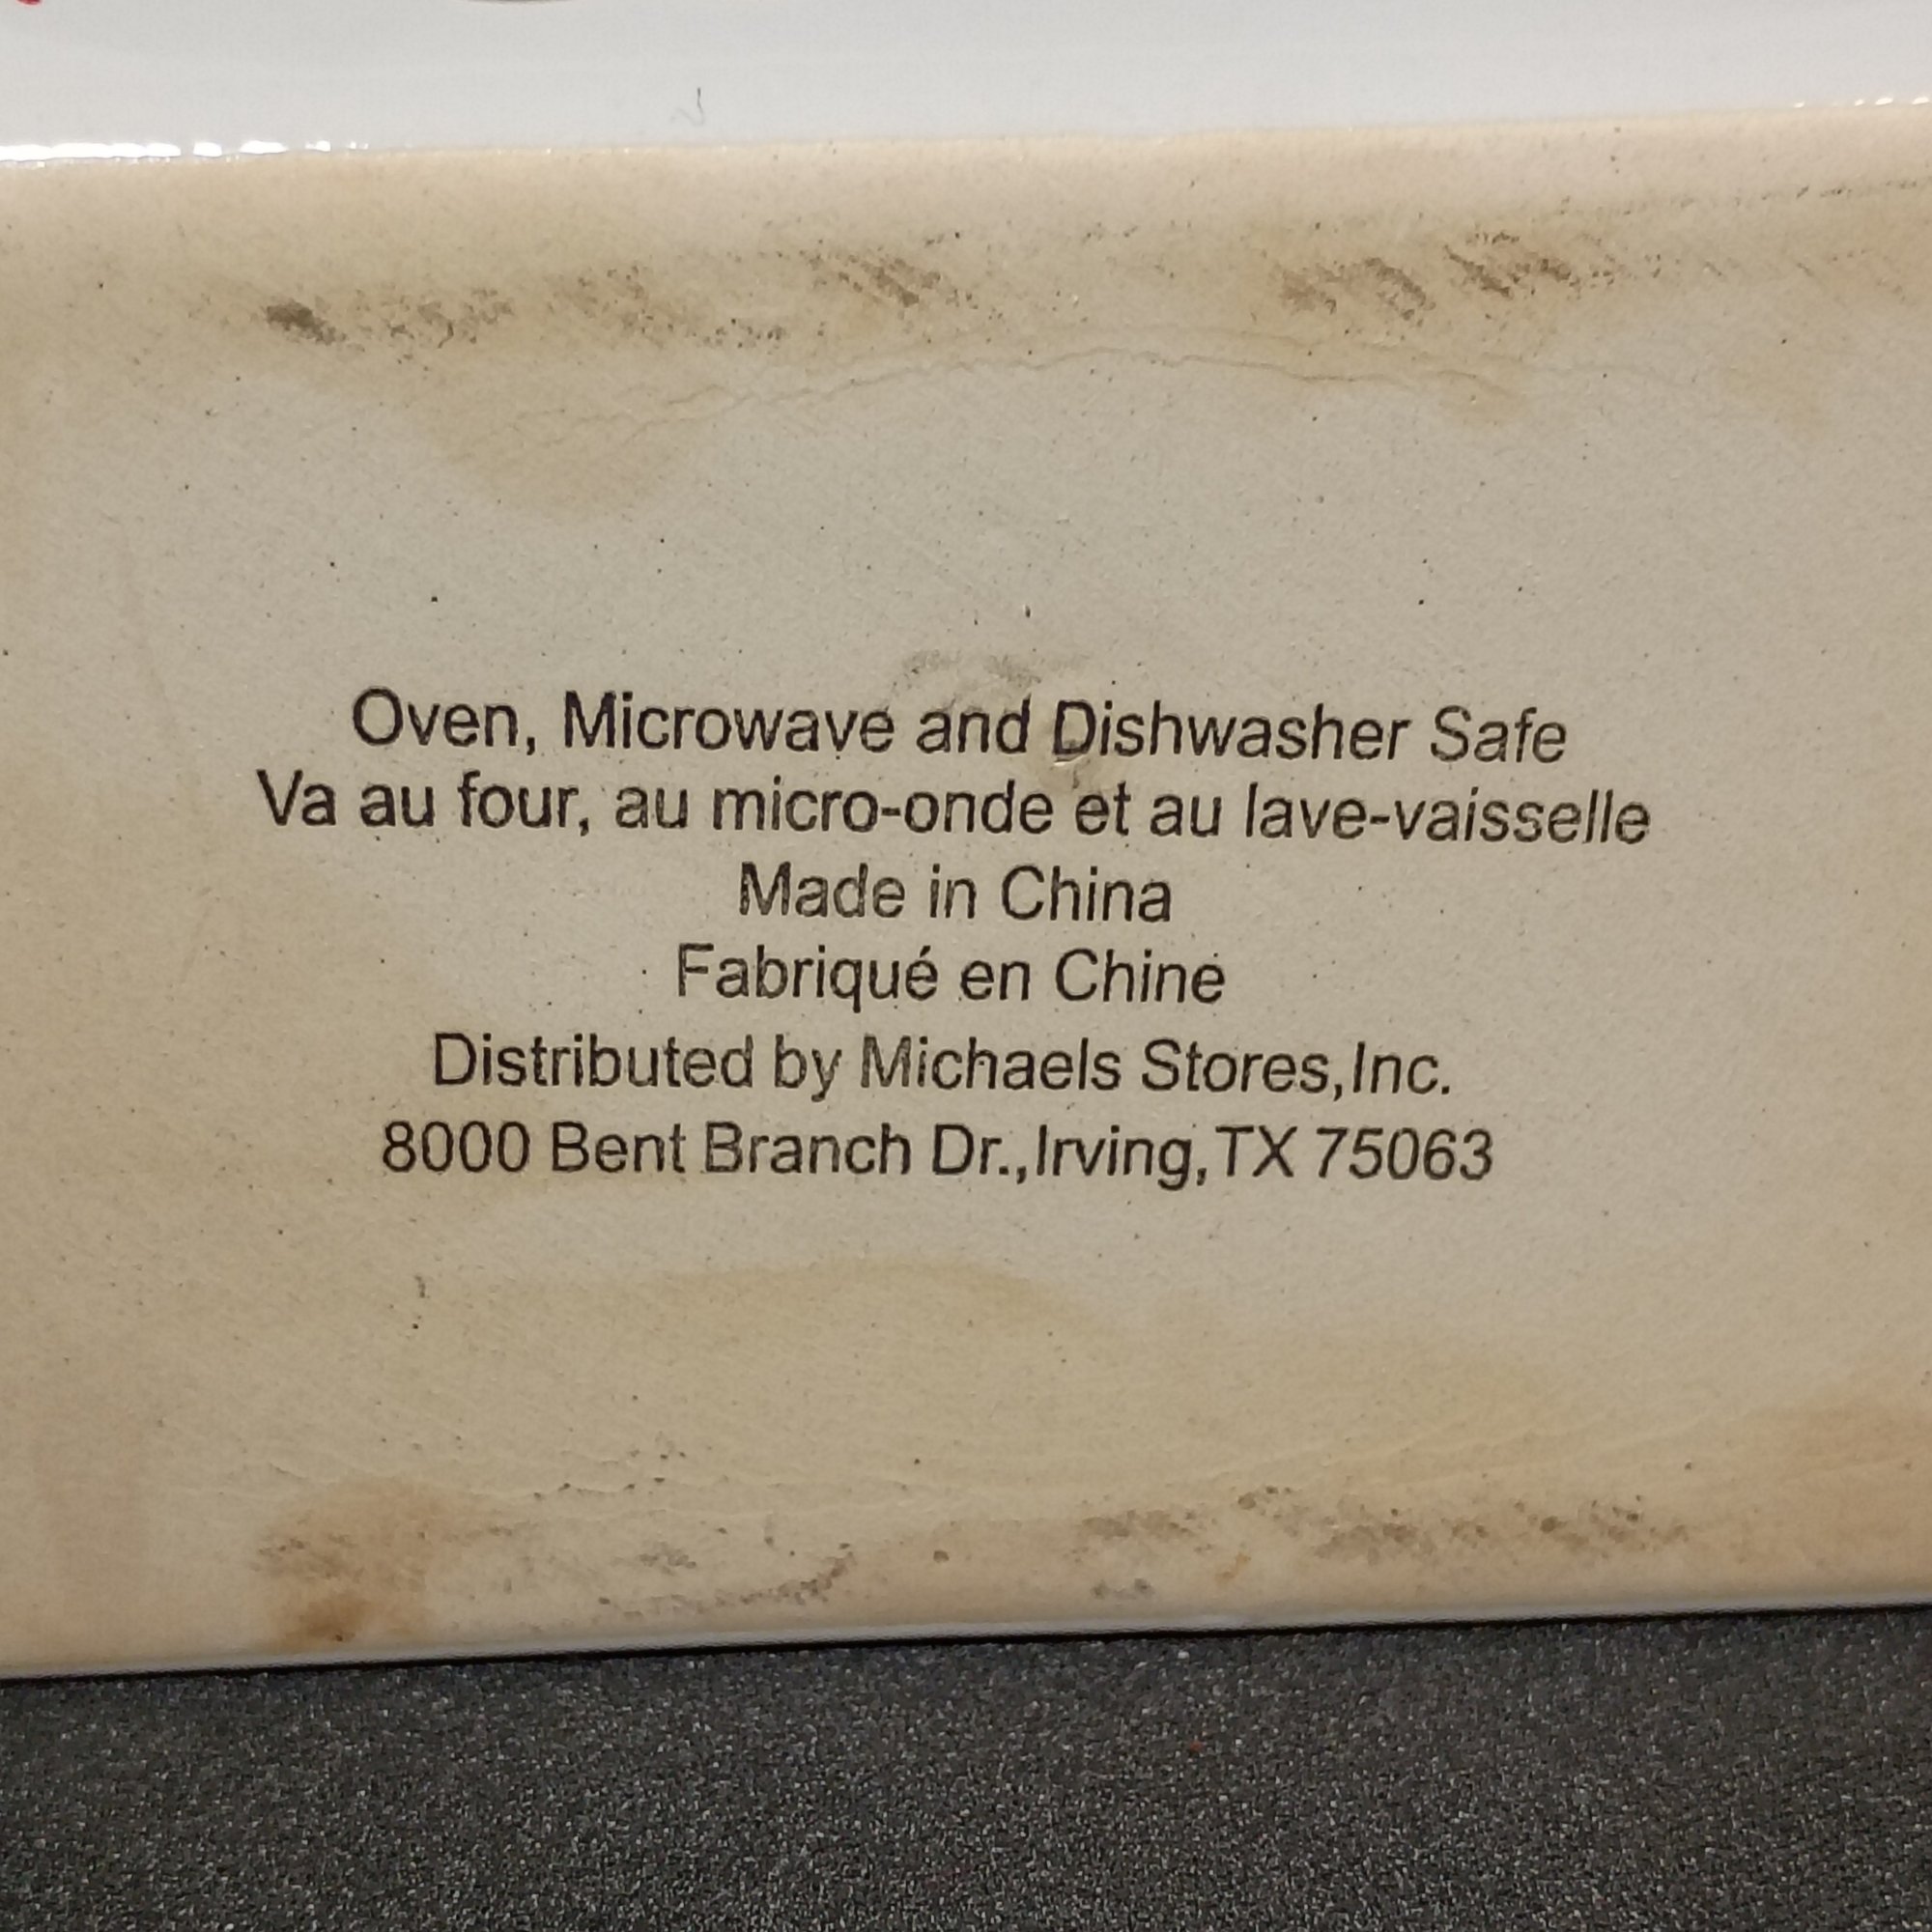 Oven, Microwave and Dishwasher Safe
Va au four, au micro-onde et au lave-vaisselle
Made in China
Fabriqué en Chine
Distributed by Michaels Stores,Inc.
8000 Bent Branch Dr.,Irving,TX 75063